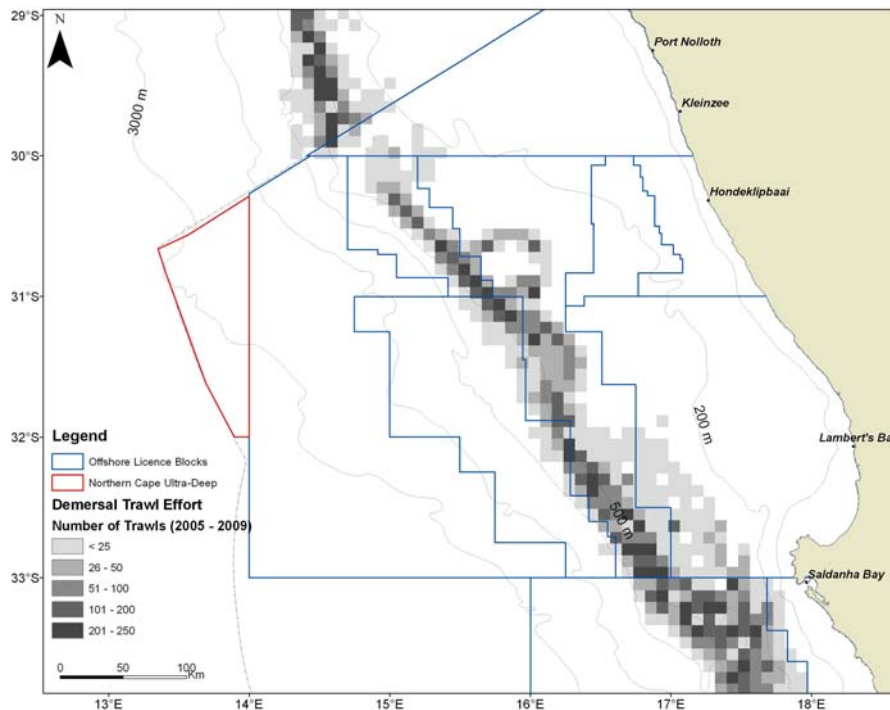 29°S
30°S
31°S
32°S
33°S
N
3000 m
Port Nolloth
Kleinzee
Hondeklipbaai
200 m
Lambert's Ba
500 m
Saldanha Bay
Legend
Offshore Licence Blocks
Northern Cape Ultra-Deep
Demersal Trawl Effort
Number of Trawls (2005 - 2009)
< 25
26 - 50
51 - 100
101 - 200
201 - 250
0 50 100
Km
13°E 14°E 15°E 16°E 17°E 18°E